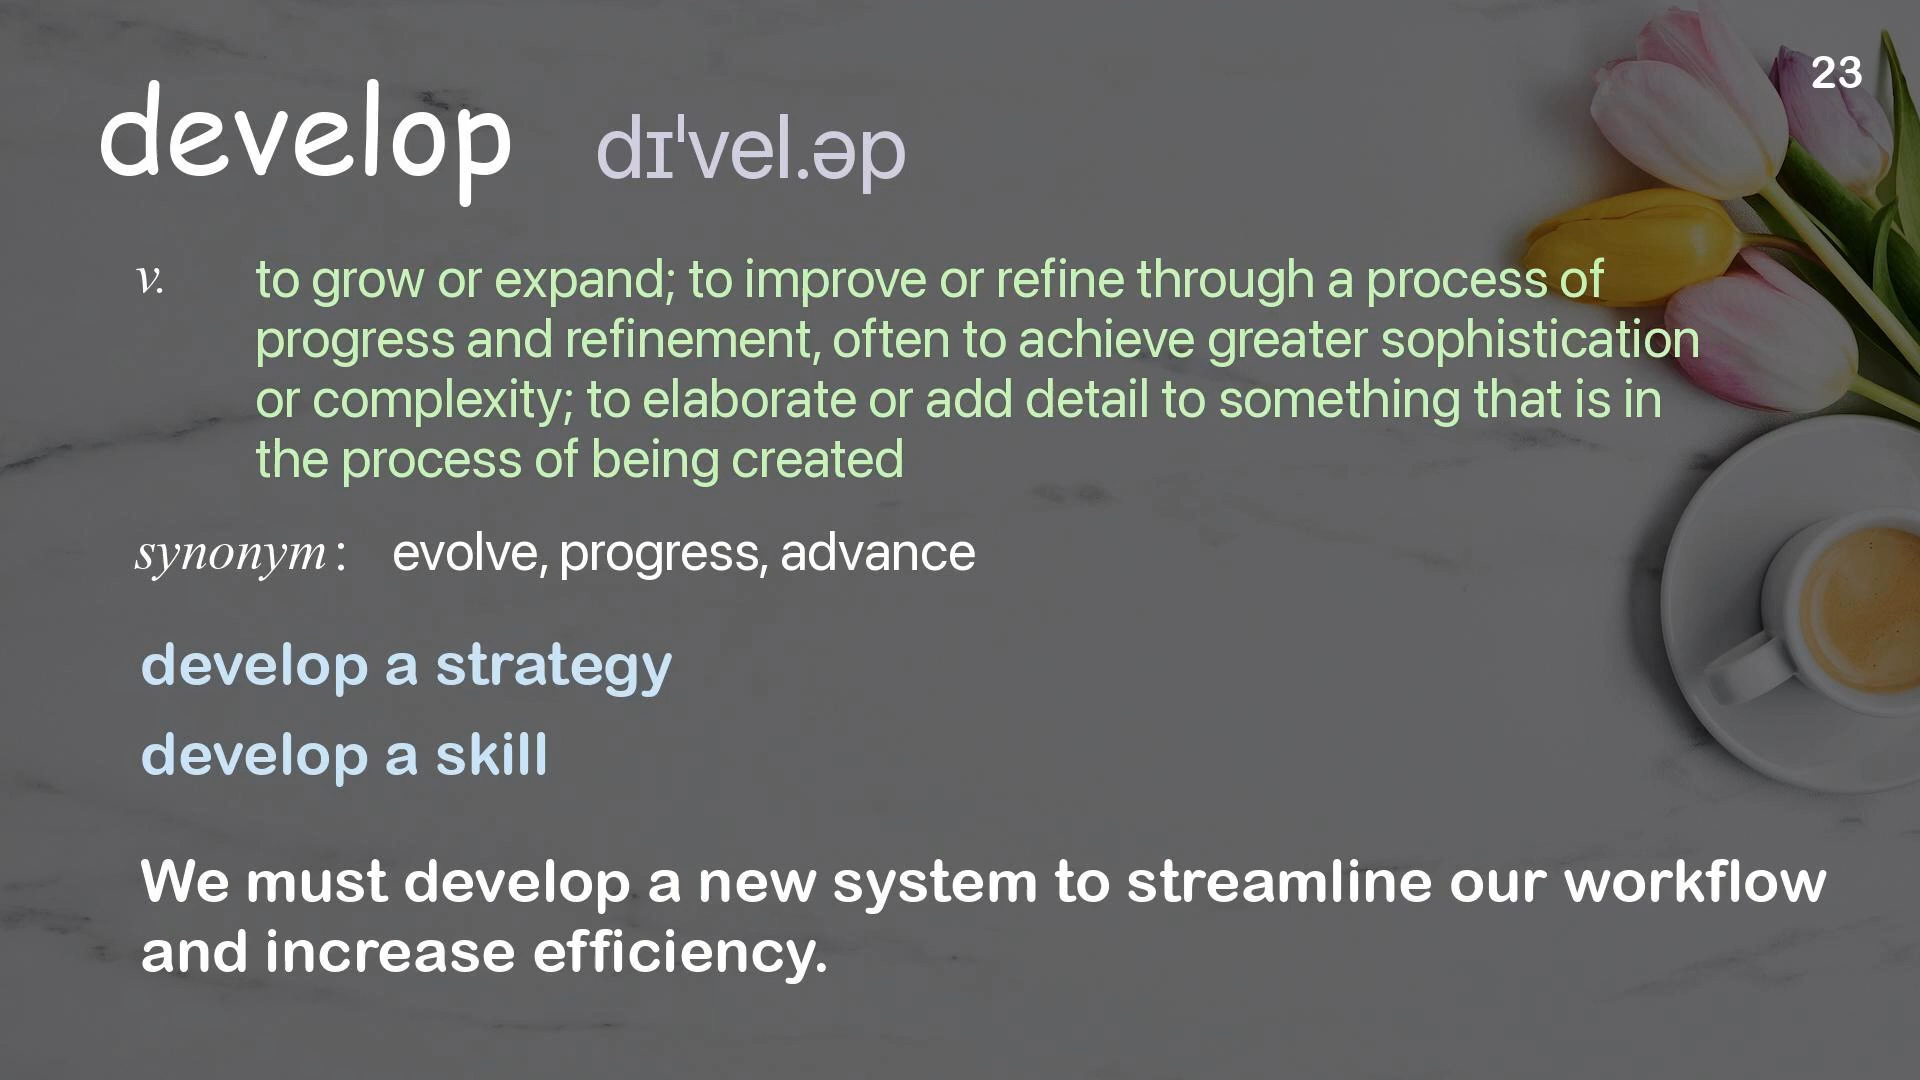 23
develop dɪˈvel.əp
v. to grow or expand; to improve or refine through a process of
progress and refinement, often to achieve greater sophistication
or complexity; to elaborate or add detail to something that is in
the process of being created
synonym: evolve, progress, advance
develop a strategy
develop a skill
We must develop a new system to streamline our workflow
and increase efficiency.